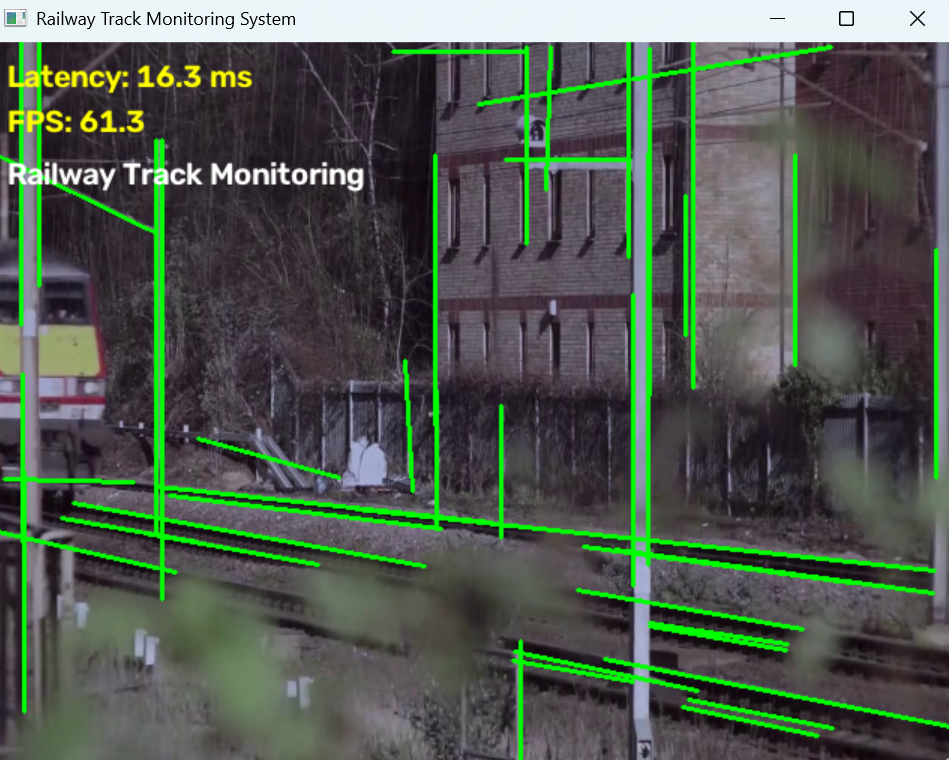 Railway Track Monitoring System
Latency: 16.3 ms
FPS: 61.3
Railway Track Monitoring